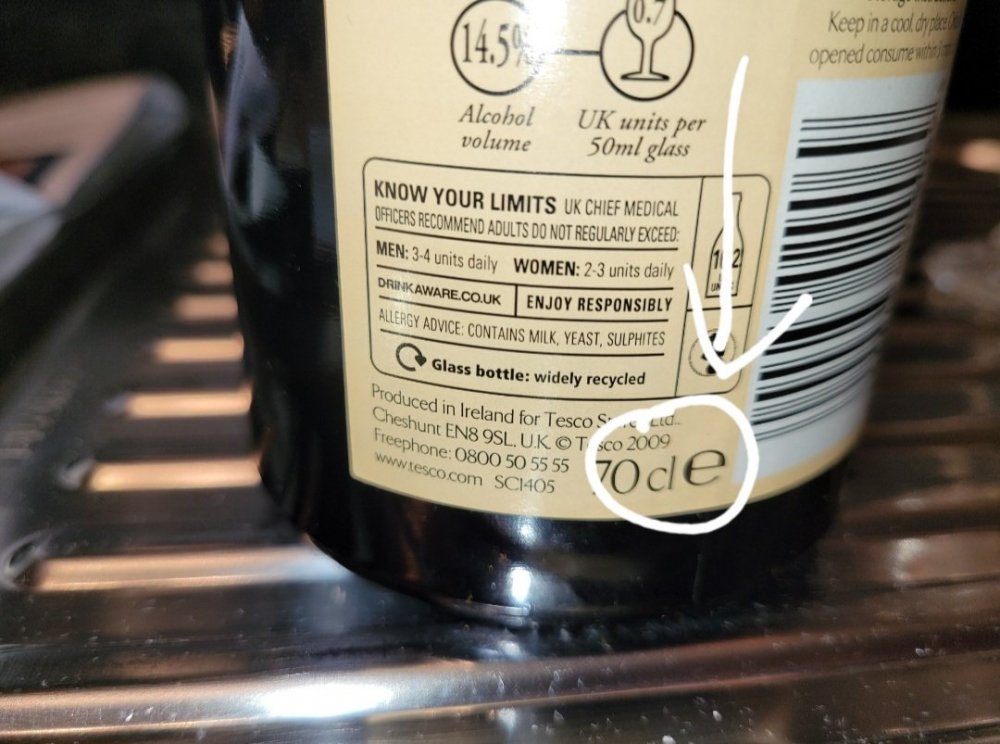 14.5%
0.7
Alcohol volume
UK units per 50ml glass
Keep in a cool, dry place
opened consume within 3
KNOW YOUR LIMITS UK CHIEF MEDICAL
OFFICERS RECOMMEND ADULTS DO NOT REGULARLY EXCEED:
MEN: 3-4 units daily WOMEN: 2-3 units daily
DRINKAWARE.CO.UK ENJOY RESPONSIBLY
ALLERGY ADVICE: CONTAINS MILK, YEAST, SULPHITES
Glass bottle: widely recycled
Produced in Ireland for Tesco Ltd.
Cheshunt EN8 9SL. U.K. © Tesco 2009
Freephone: 0800 50 55 55
www.tesco.com SC1405
70 cl e